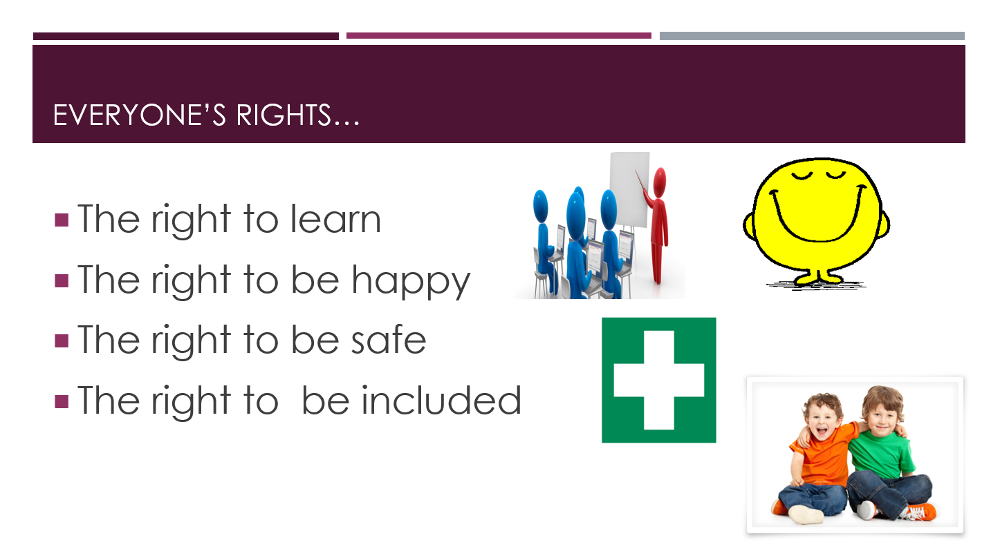 EVERYONE’S RIGHTS…
The right to learn
The right to be happy
The right to be safe
The right to  be included